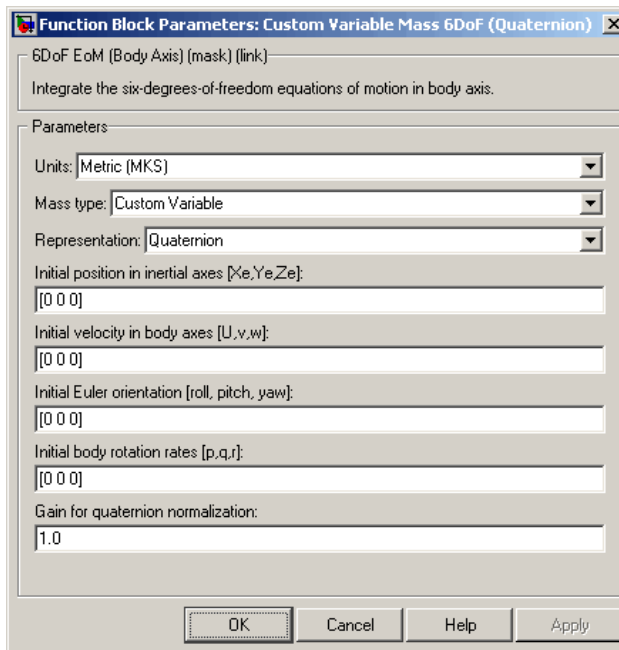 Function Block Parameters: Custom Variable Mass 6DoF (Quaternion)
6DoF EoM (Body Axis) (mask) (link)
Integrate the six-degrees-of-freedom equations of motion in body axis.
Parameters
Units: Metric (MKS)
Mass type: Custom Variable
Representation: Quaternion
Initial position in inertial axes [Xe,Ye,Ze]:
[0 0 0]
Initial velocity in body axes [U,v,w]:
[0 0 0]
Initial Euler orientation [roll, pitch, yaw]:
[0 0 0]
Initial body rotation rates [p,q,r]:
[0 0 0]
Gain for quaternion normalization:
1.0
OK Cancel Help Apply